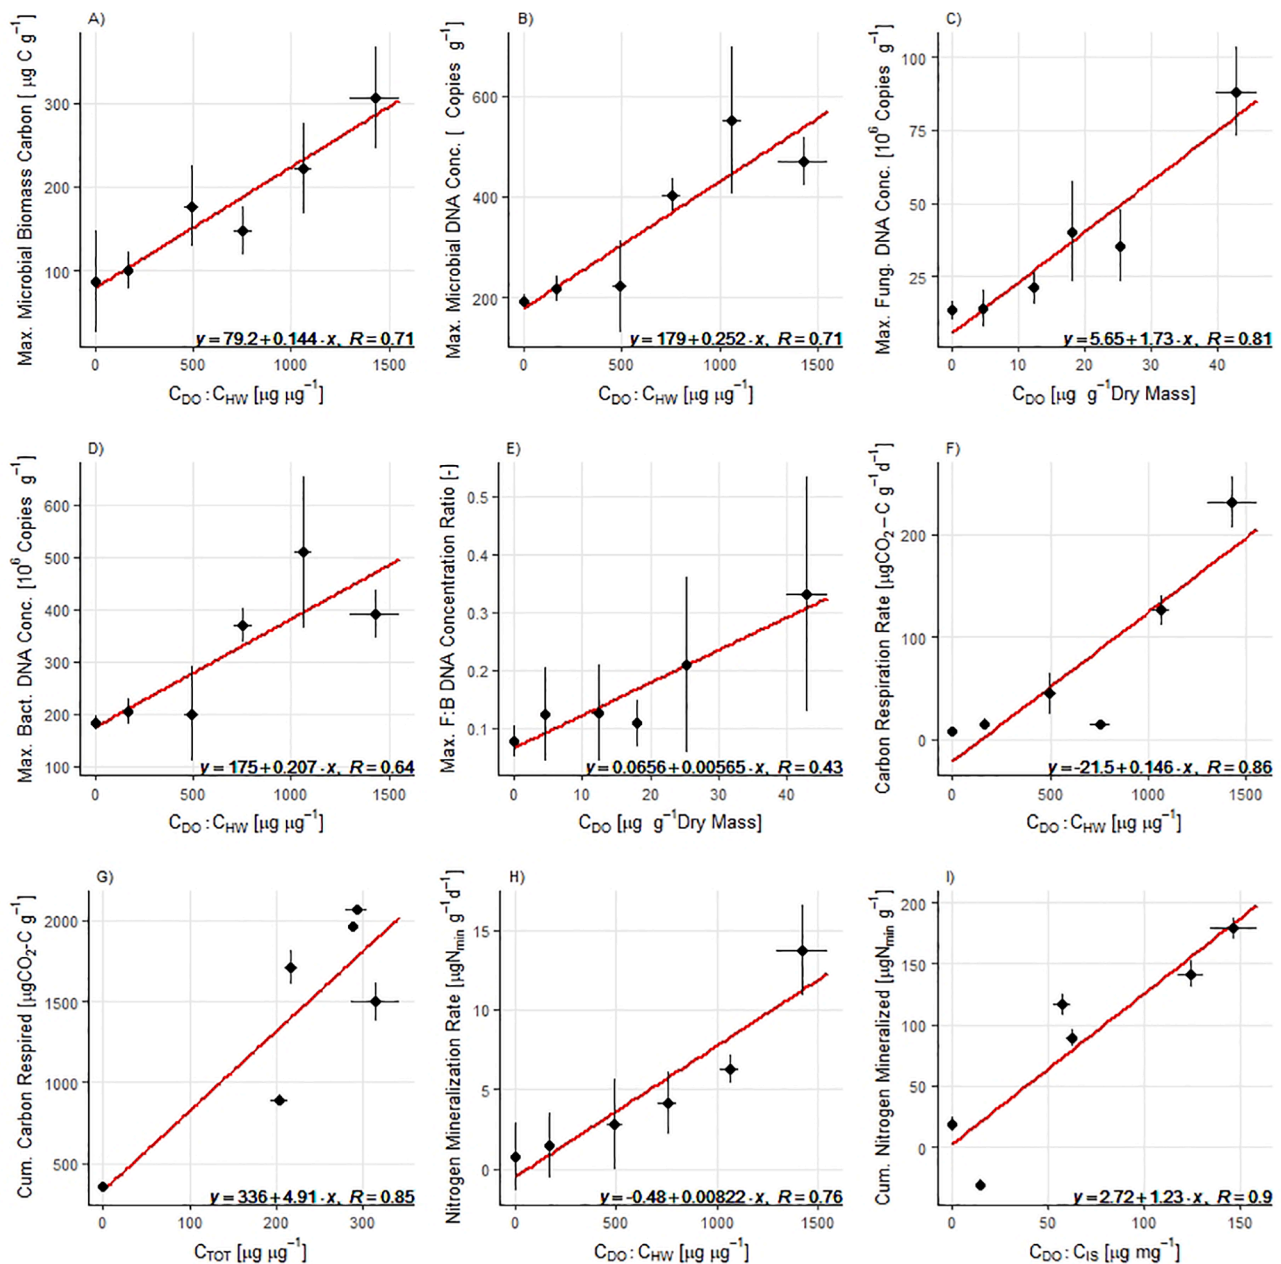 A)
Max. Microbial Biomass Carbon [ µg C g⁻¹]
300
200
100
y = 79.2+0.144 · x, R = 0.71
0 500 1000 1500
C_DO : C_HW [µg µg⁻¹]
B)
Max. Microbial DNA Conc. [ Copies g⁻¹]
600
400
200
y = 179+0.252 · x, R = 0.71
0 500 1000 1500
C_DO : C_HW [µg µg⁻¹]
C)
Max. Fung. DNA Conc. [10⁶ Copies g⁻¹]
100
75
50
25
y = 5.65+1.73 · x, R = 0.81
0 10 20 30 40
C_DO [µg g⁻¹Dry Mass]
D)
Max. Bact. DNA Conc. [10⁶ Copies g⁻¹]
600
500
400
300
200
100
y = 175+0.207 · x, R = 0.64
0 500 1000 1500
C_DO : C_HW [µg µg⁻¹]
E)
Max. F:B DNA Concentration Ratio [-]
0.5
0.4
0.3
0.2
0.1
y = 0.0656+0.00565 · x, R = 0.43
0 10 20 30 40
C_DO [µg g⁻¹Dry Mass]
F)
Carbon Respiration Rate [µgCO₂–C g⁻¹d⁻¹]
200
100
0
y = -21.5+0.146 · x, R = 0.86
0 500 1000 1500
C_DO : C_HW [µg µg⁻¹]
G)
Cum. Carbon Respired [µgCO₂-C g⁻¹]
2000
1500
1000
500
y = 336+4.91 · x, R = 0.85
0 100 200 300
C_TOT [µg µg⁻¹]
H)
Nitrogen Mineralization Rate [µgN_min g⁻¹d⁻¹]
15
10
5
0
y = -0.48+0.00822 · x, R = 0.76
0 500 1000 1500
C_DO : C_HW [µg µg⁻¹]
I)
Cum. Nitrogen Mineralized [µgN_min g⁻¹]
200
150
100
50
0
y = 2.72+1.23 · x, R = 0.9
0 50 100 150
C_DO : C_IS [µg mg⁻¹]